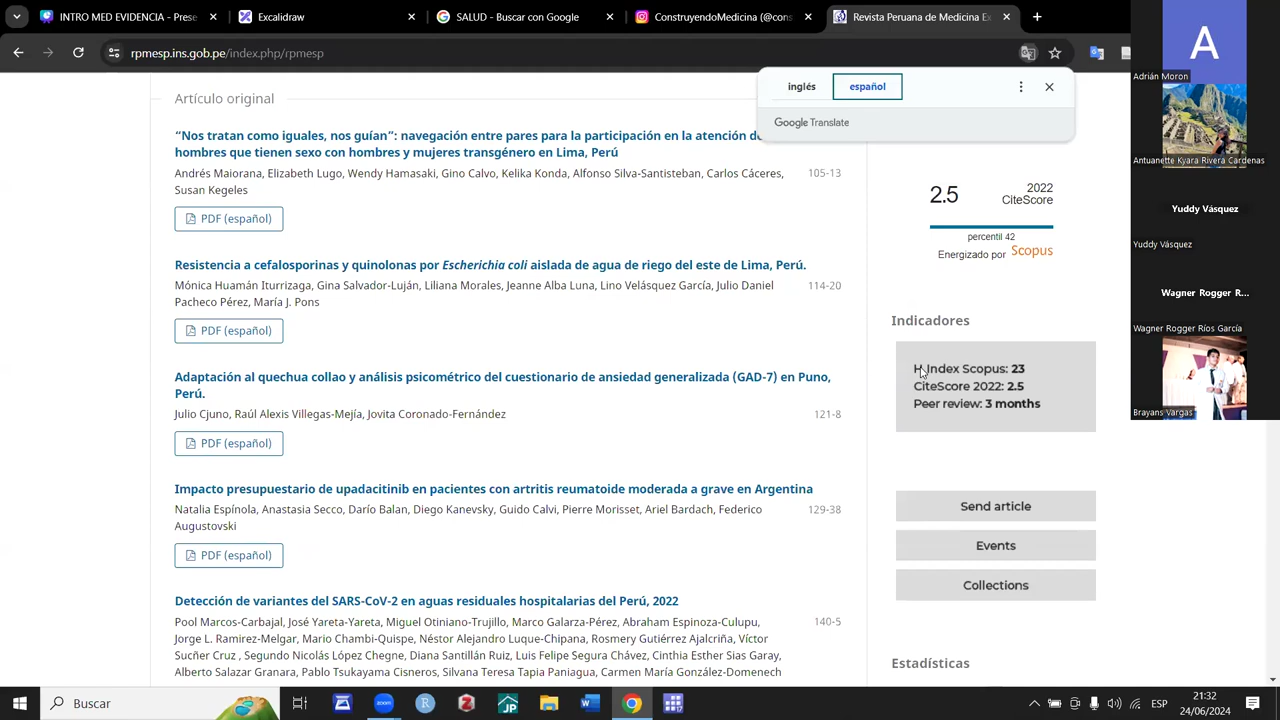 INTRO MED EVIDENCIA - Prese
Excalidraw
SALUD - Buscar con Google
ConstruyendoMedicina (@cons
Revista Peruana de Medicina Ex
rpmesp.ins.gob.pe/index.php/rpmesp
inglés
español
Google Translate
Artículo original
“Nos tratan como iguales, nos guían”: navegación entre pares para la participación en la atención de
hombres que tienen sexo con hombres y mujeres transgénero en Lima, Perú
Andrés Maiorana, Elizabeth Lugo, Wendy Hamasaki, Gino Calvo, Kelika Konda, Alfonso Silva-Santisteban, Carlos Cáceres,
Susan Kegeles
105-13
PDF (español)
Resistencia a cefalosporinas y quinolonas por Escherichia coli aislada de agua de riego del este de Lima, Perú.
Mónica Huamán Iturrizaga, Gina Salvador-Luján, Liliana Morales, Jeanne Alba Luna, Lino Velásquez García, Julio Daniel
Pacheco Pérez, María J. Pons
114-20
PDF (español)
Adaptación al quechua collao y análisis psicométrico del cuestionario de ansiedad generalizada (GAD-7) en Puno,
Perú.
Julio Cjuno, Raúl Alexis Villegas-Mejía, Jovita Coronado-Fernández
121-8
PDF (español)
Impacto presupuestario de upadacitinib en pacientes con artritis reumatoide moderada a grave en Argentina
Natalia Espínola, Anastasia Secco, Darío Balan, Diego Kanevsky, Guido Calvi, Pierre Morisset, Ariel Bardach, Federico
Augustovski
129-38
PDF (español)
Detección de variantes del SARS-CoV-2 en aguas residuales hospitalarias del Perú, 2022
Pool Marcos-Carbajal, José Yareta-Yareta, Miguel Otiniano-Trujillo, Marco Galarza-Pérez, Abraham Espinoza-Culupu,
Jorge L. Ramirez-Melgar, Mario Chambi-Quispe, Néstor Alejandro Luque-Chipana, Rosmery Gutiérrez Ajalcriña, Víctor
Sucñer Cruz , Segundo Nicolás López Chegne, Diana Santillán Ruiz, Luis Felipe Segura Chávez, Cinthia Esther Sias Garay,
Alberto Salazar Granara, Pablo Tsukayama Cisneros, Silvana Teresa Tapia Paniagua, Carmen María González-Domenech
140-5
2.5
2022
CiteScore
percentil 42
Energizado por Scopus
Indicadores
H Index Scopus: 23
CiteScore 2022: 2.5
Peer review: 3 months
Send article
Events
Collections
Estadísticas
A
Adrián Moron
Antuanette Kyara Rivera Cardenas
Yuddy Vásquez
Yuddy Vásquez
Wagner Rogger R...
Wagner Rogger Ríos García
Brayans Vargas
Buscar
zoom
R
Z
JP
W
ESP
21:32
24/06/2024